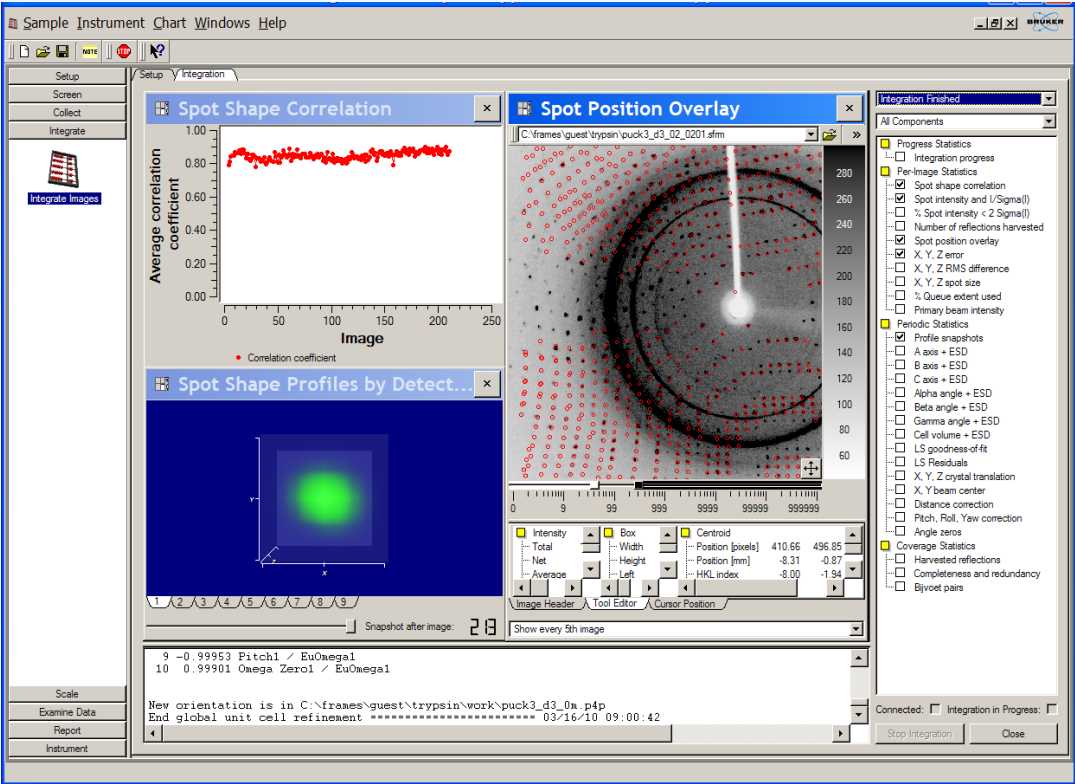 Sample Instrument Chart Windows Help
BRUKER
NOTE
STOP
Setup
Screen
Collect
Integrate
Integrate Images
Scale
Examine Data
Report
Instrument
Setup Integration
Spot Shape Correlation
Average correlation coefficient
1.00
0.80
0.60
0.40
0.20
0.00
0 50 100 150 200 250
Image
Correlation coefficient
Spot Shape Profiles by Detect...
Y
Z
X
1 2 3 4 5 6 7 8 9
Snapshot after image: 213
Spot Position Overlay
C:\frames\guest\trypsin\puck3_d3_02_0201.sfrm
280
260
240
220
200
180
160
140
120
100
80
60
0 9 99 999 9999 99999 999999
Intensity
Total
Net
Average
Box
Width
Height
Left
Centroid
Position [pixels] 410.66 496.85
Position [mm] -8.31 -0.87
HKL index -8.00 -1.94
Image Header Tool Editor Cursor Position
Show every 5th image
9 -0.99953 Pitch1 / EuOmega1
10 0.99901 Omega Zero1 / EuOmega1
New orientation is in C:\frames\guest\trypsin\work\puck3_d3_0m.p4p
End global unit cell refinement ======================= 03/16/10 09:00:42
Integration Finished
All Components
Progress Statistics
Integration progress
Per-Image Statistics
Spot shape correlation
Spot intensity and I/Sigma(I)
% Spot intensity < 2 Sigma(I)
Number of reflections harvested
Spot position overlay
X, Y, Z error
X, Y, Z RMS difference
X, Y, Z spot size
% Queue extent used
Primary beam intensity
Periodic Statistics
Profile snapshots
A axis + ESD
B axis + ESD
C axis + ESD
Alpha angle + ESD
Beta angle + ESD
Gamma angle + ESD
Cell volume + ESD
LS goodness-of-fit
LS Residuals
X, Y, Z crystal translation
X, Y beam center
Distance correction
Pitch, Roll, Yaw correction
Angle zeros
Coverage Statistics
Harvested reflections
Completeness and redundancy
Bijvoet pairs
Connected: Integration in Progress:
Stop Integration Close